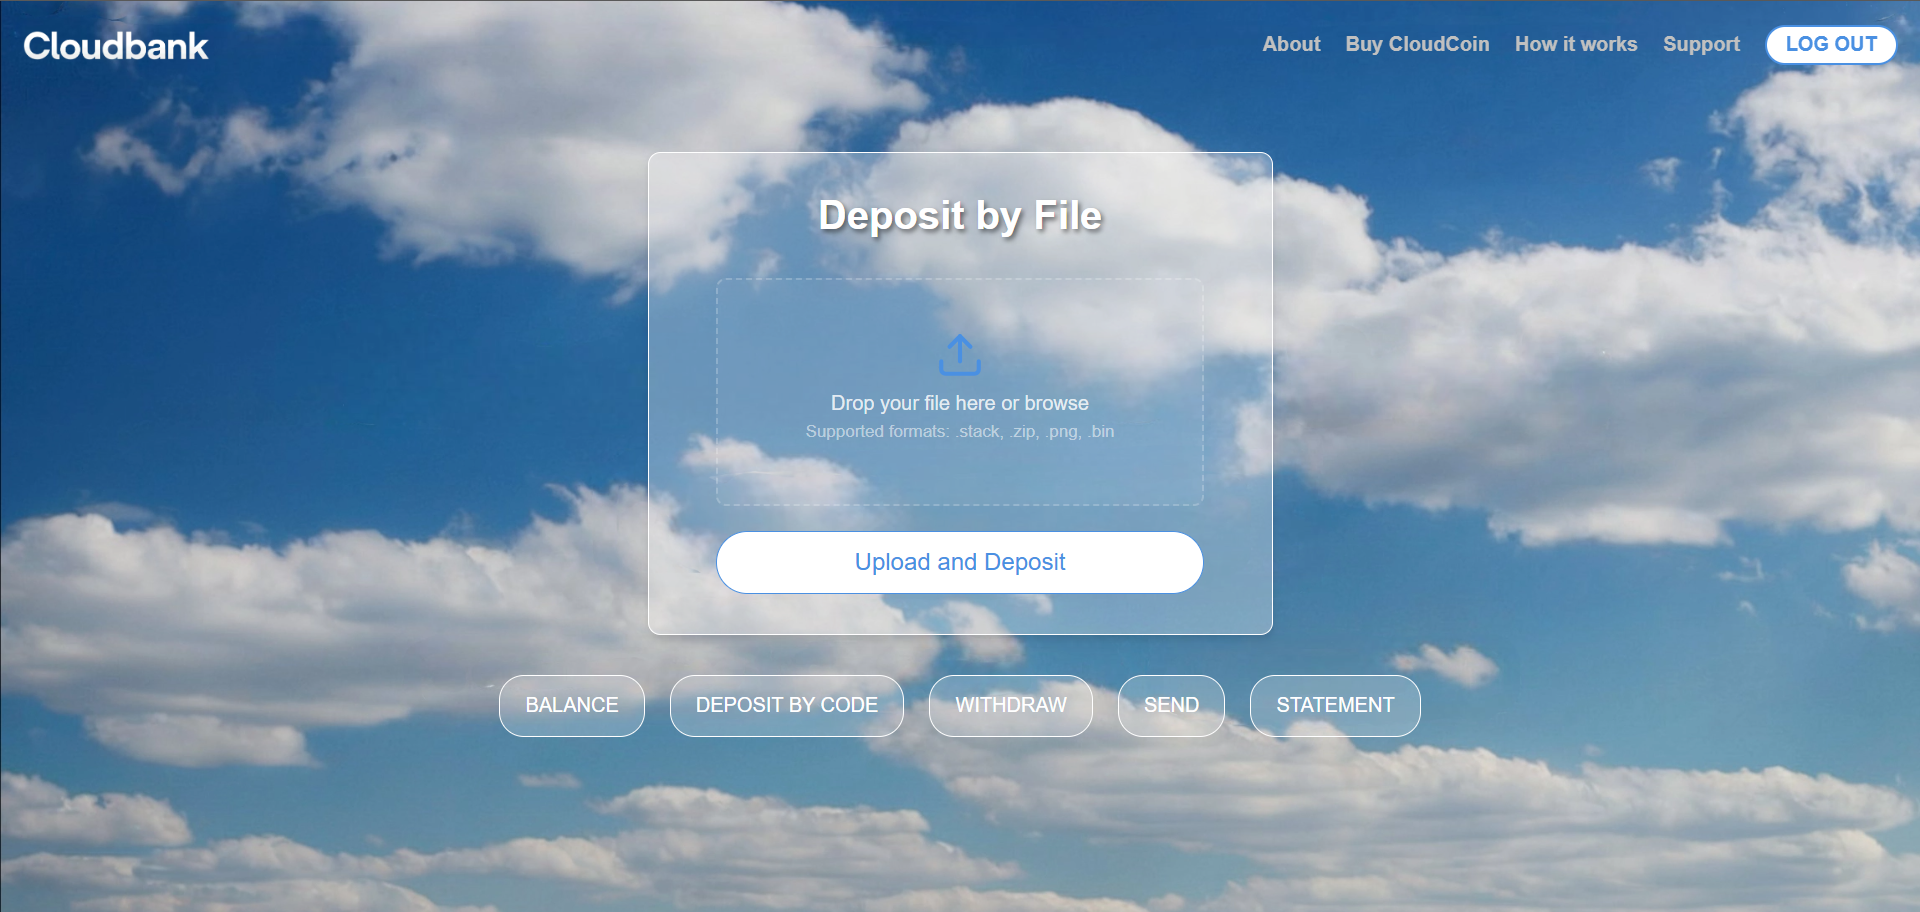 Cloudbank
About
Buy CloudCoin
How it works
Support
LOG OUT
Deposit by File
Drop your file here or browse
Supported formats: .stack, .zip, .png, .bin
Upload and Deposit
BALANCE
DEPOSIT BY CODE
WITHDRAW
SEND
STATEMENT